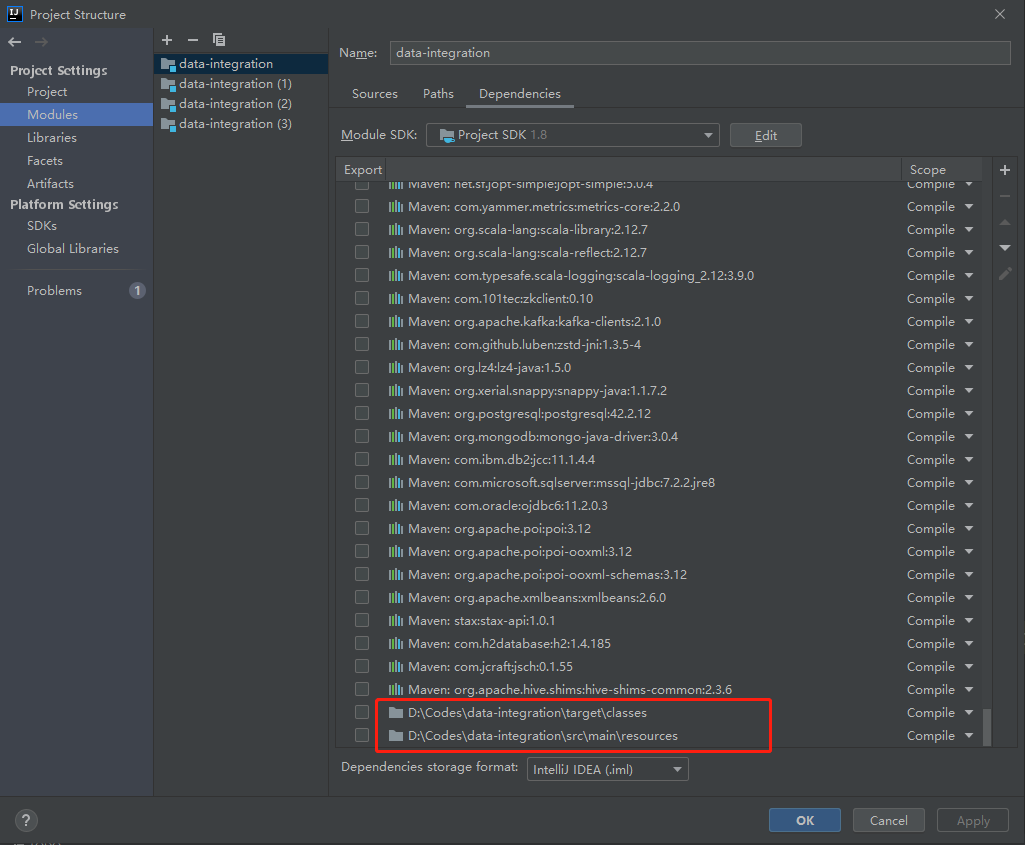 Project Structure
Project Settings
Project
Modules
Libraries
Facets
Artifacts
Platform Settings
SDKs
Global Libraries
Problems 1
data-integration
data-integration (1)
data-integration (2)
data-integration (3)
Name: data-integration
Sources Paths Dependencies
Module SDK: Project SDK 1.8 Edit
Export Scope
Maven: net.sf.jopt-simple:jopt-simple:5.0.4 Compile
Maven: com.yammer.metrics:metrics-core:2.2.0 Compile
Maven: org.scala-lang:scala-library:2.12.7 Compile
Maven: org.scala-lang:scala-reflect:2.12.7 Compile
Maven: com.typesafe.scala-logging:scala-logging_2.12:3.9.0 Compile
Maven: com.101tec:zkclient:0.10 Compile
Maven: org.apache.kafka:kafka-clients:2.1.0 Compile
Maven: com.github.luben:zstd-jni:1.3.5-4 Compile
Maven: org.lz4:lz4-java:1.5.0 Compile
Maven: org.xerial.snappy:snappy-java:1.1.7.2 Compile
Maven: org.postgresql:postgresql:42.2.12 Compile
Maven: org.mongodb:mongo-java-driver:3.0.4 Compile
Maven: com.ibm.db2:jcc:11.1.4.4 Compile
Maven: com.microsoft.sqlserver:mssql-jdbc:7.2.2.jre8 Compile
Maven: com.oracle:ojdbc6:11.2.0.3 Compile
Maven: org.apache.poi:poi:3.12 Compile
Maven: org.apache.poi:poi-ooxml:3.12 Compile
Maven: org.apache.poi:poi-ooxml-schemas:3.12 Compile
Maven: org.apache.xmlbeans:xmlbeans:2.6.0 Compile
Maven: stax:stax-api:1.0.1 Compile
Maven: com.h2database:h2:1.4.185 Compile
Maven: com.jcraft:jsch:0.1.55 Compile
Maven: org.apache.hive.shims:hive-shims-common:2.3.6 Compile
D:\Codes\data-integration\target\classes Compile
D:\Codes\data-integration\src\main\resources Compile
Dependencies storage format: IntelliJ IDEA (.iml)
? OK Cancel Apply